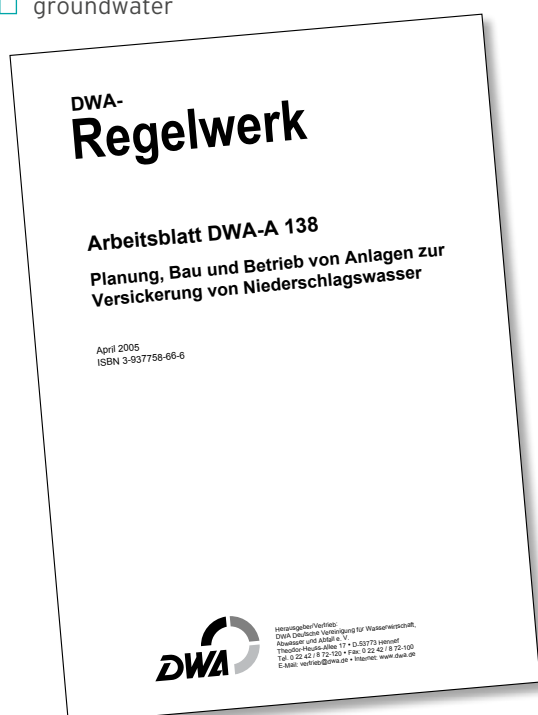 groundwater
DWA-
Regelwerk
Arbeitsblatt DWA-A 138
Planung, Bau und Betrieb von Anlagen zur
Versickerung von Niederschlagswasser
April 2005
ISBN 3-937758-66-6
DWA
Herausgeber/Vertrieb:
DWA Deutsche Vereinigung für Wasserwirtschaft,
Abwasser und Abfall e. V.
Theodor-Heuss-Allee 17 • D-53773 Hennef
Tel. 0 22 42 / 8 72-120 • Fax: 0 22 42 / 8 72-100
E-Mail: vertrieb@dwa.de • Internet: www.dwa.de